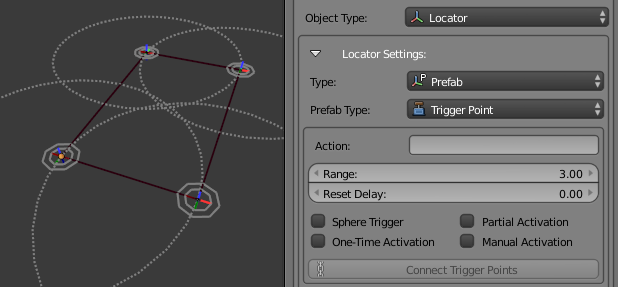 Object Type: Locator
Locator Settings:
Type: Prefab
Prefab Type: Trigger Point
Action:
Range: 3.00
Reset Delay: 0.00
Sphere Trigger Partial Activation
One-Time Activation Manual Activation
Connect Trigger Points